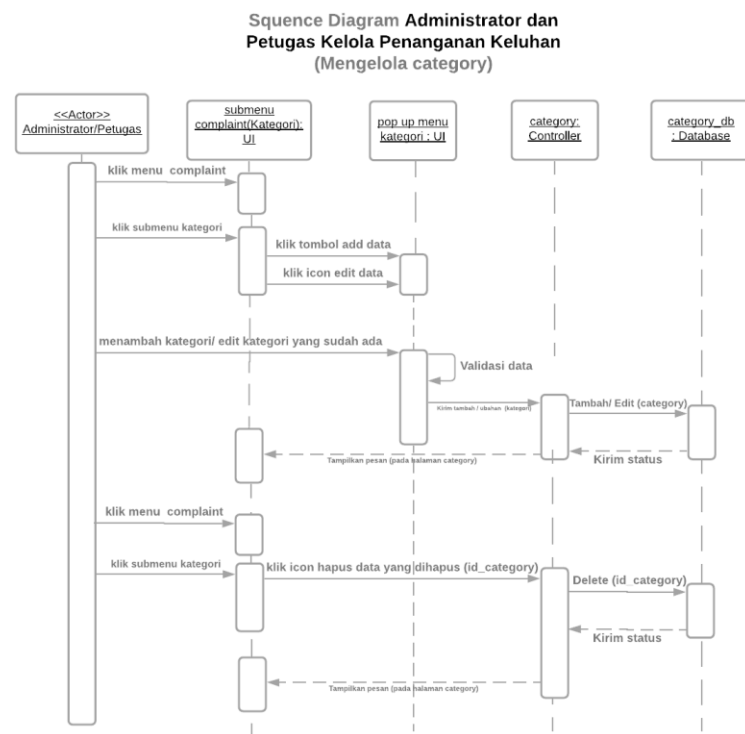 Squence Diagram Administrator dan
Petugas Kelola Penanganan Keluhan
(Mengelola category)
<<Actor>>
Administrator/Petugas
submenu
complaint(Kategori):
UI
pop up menu
kategori : UI
category:
Controller
category_db
: Database
klik menu complaint
klik submenu kategori
klik tombol add data
klik icon edit data
menambah kategori/ edit kategori yang sudah ada
Validasi data
Kirim tambah / ubahan (kategori)
Tambah/ Edit (category)
Tampilkan pesan (pada halaman category)
Kirim status
klik menu complaint
klik submenu kategori
klik icon hapus data yang dihapus (id_category)
Delete (id_category)
Kirim status
Tampilkan pesan (pada halaman category)